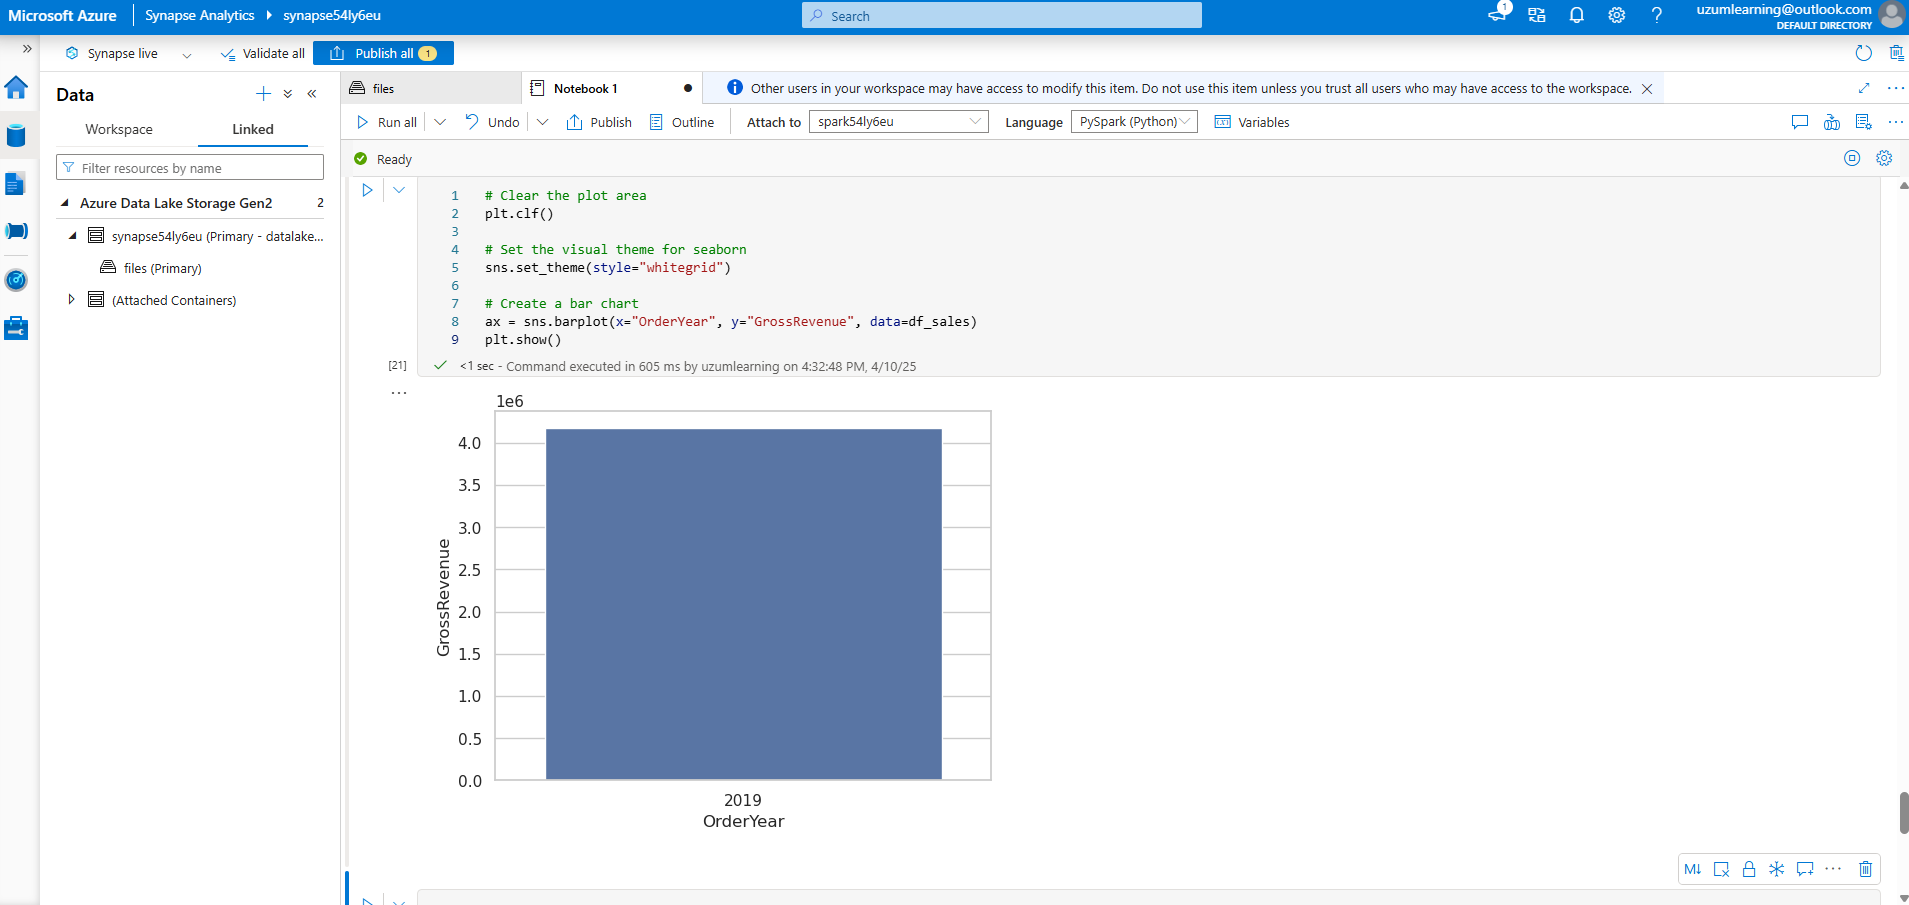 Microsoft Azure
Synapse Analytics
synapse54ly6eu
Search
1
uzumlearning@outlook.com
DEFAULT DIRECTORY
Synapse live
Validate all
Publish all
1
Data
Workspace
Linked
Filter resources by name
Azure Data Lake Storage Gen2
2
synapse54ly6eu (Primary - datalake...
files (Primary)
(Attached Containers)
files
Notebook 1
Other users in your workspace may have access to modify this item. Do not use this item unless you trust all users who may have access to the workspace.
Run all
Undo
Publish
Outline
Attach to
spark54ly6eu
Language
PySpark (Python)
Variables
Ready
1 # Clear the plot area
2 plt.clf()
3
4 # Set the visual theme for seaborn
5 sns.set_theme(style="whitegrid")
6
7 # Create a bar chart
8 ax = sns.barplot(x="OrderYear", y="GrossRevenue", data=df_sales)
9 plt.show()
[21]
<1 sec - Command executed in 605 ms by uzumlearning on 4:32:48 PM, 4/10/25
1e6
4.0
3.5
3.0
2.5
2.0
1.5
1.0
0.5
0.0
GrossRevenue
2019
OrderYear
M↓